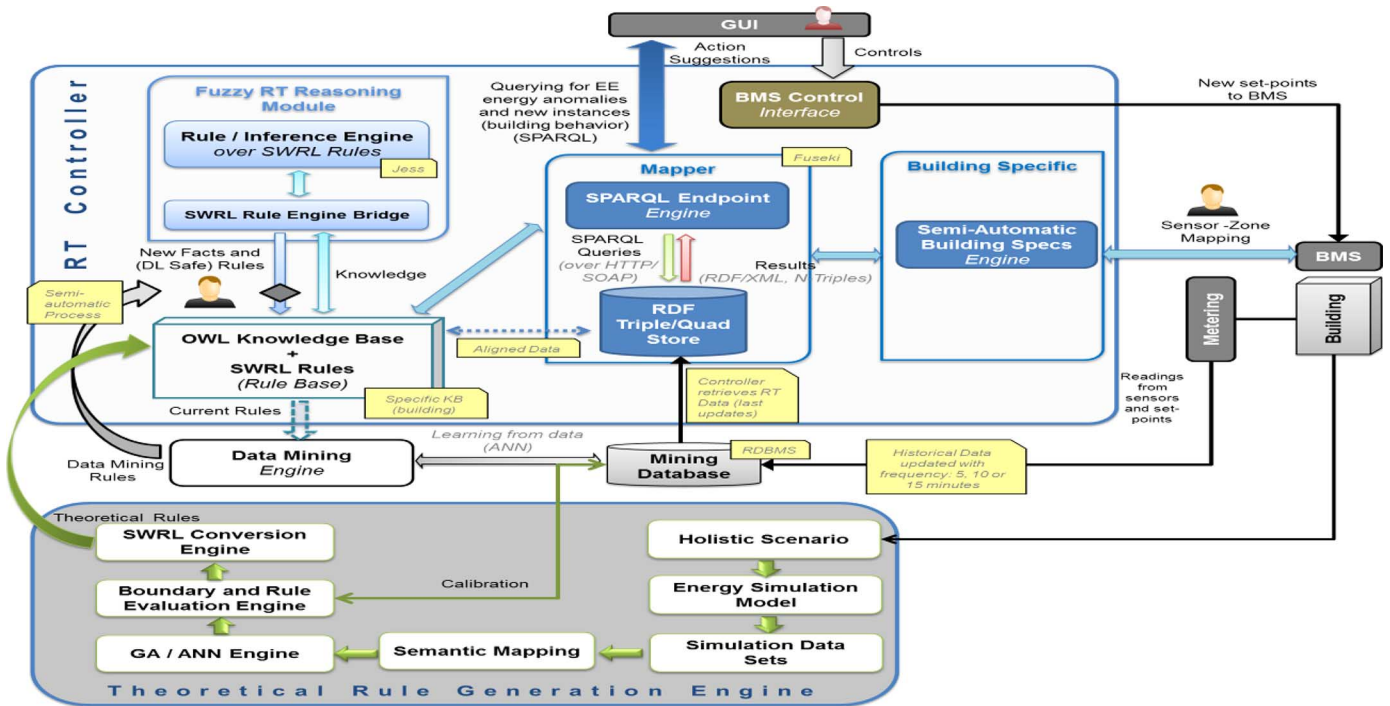 GUI
Action
Suggestions
Controls
RT Controller
Fuzzy RT Reasoning
Module
Rule / Inference Engine
over SWRL Rules
Jess
SWRL Rule Engine Bridge
Querying for EE
energy anomalies
and new instances
(building behavior)
(SPARQL)
BMS Control
Interface
New set-points
to BMS
Fuseki
Mapper
SPARQL Endpoint
Engine
SPARQL
Queries
(over HTTP/
SOAP)
Results
(RDF/XML, N-Triples)
RDF
Triple/Quad
Store
Building Specific
Semi-Automatic
Building Specs
Engine
Sensor -Zone
Mapping
BMS
Metering
Building
New Facts and
(DL Safe) Rules
Knowledge
Semi-
automatic
Process
OWL Knowledge Base
+
SWRL Rules
(Rule Base)
Aligned Data
Specific KB
(building)
Controller
retrieves RT
Data (last
updates)
Readings
from
sensors
and set-
points
Current Rules
Data Mining
Rules
Data Mining
Engine
Learning from data
(ANN)
RDBMS
Mining
Database
Historical Data
updated with
frequency: 5, 10 or
15 minutes
Theoretical Rules
SWRL Conversion
Engine
Boundary and Rule
Evaluation Engine
GA / ANN Engine
Calibration
Semantic Mapping
Holistic Scenario
Energy Simulation
Model
Simulation Data
Sets
Theoretical Rule Generation Engine